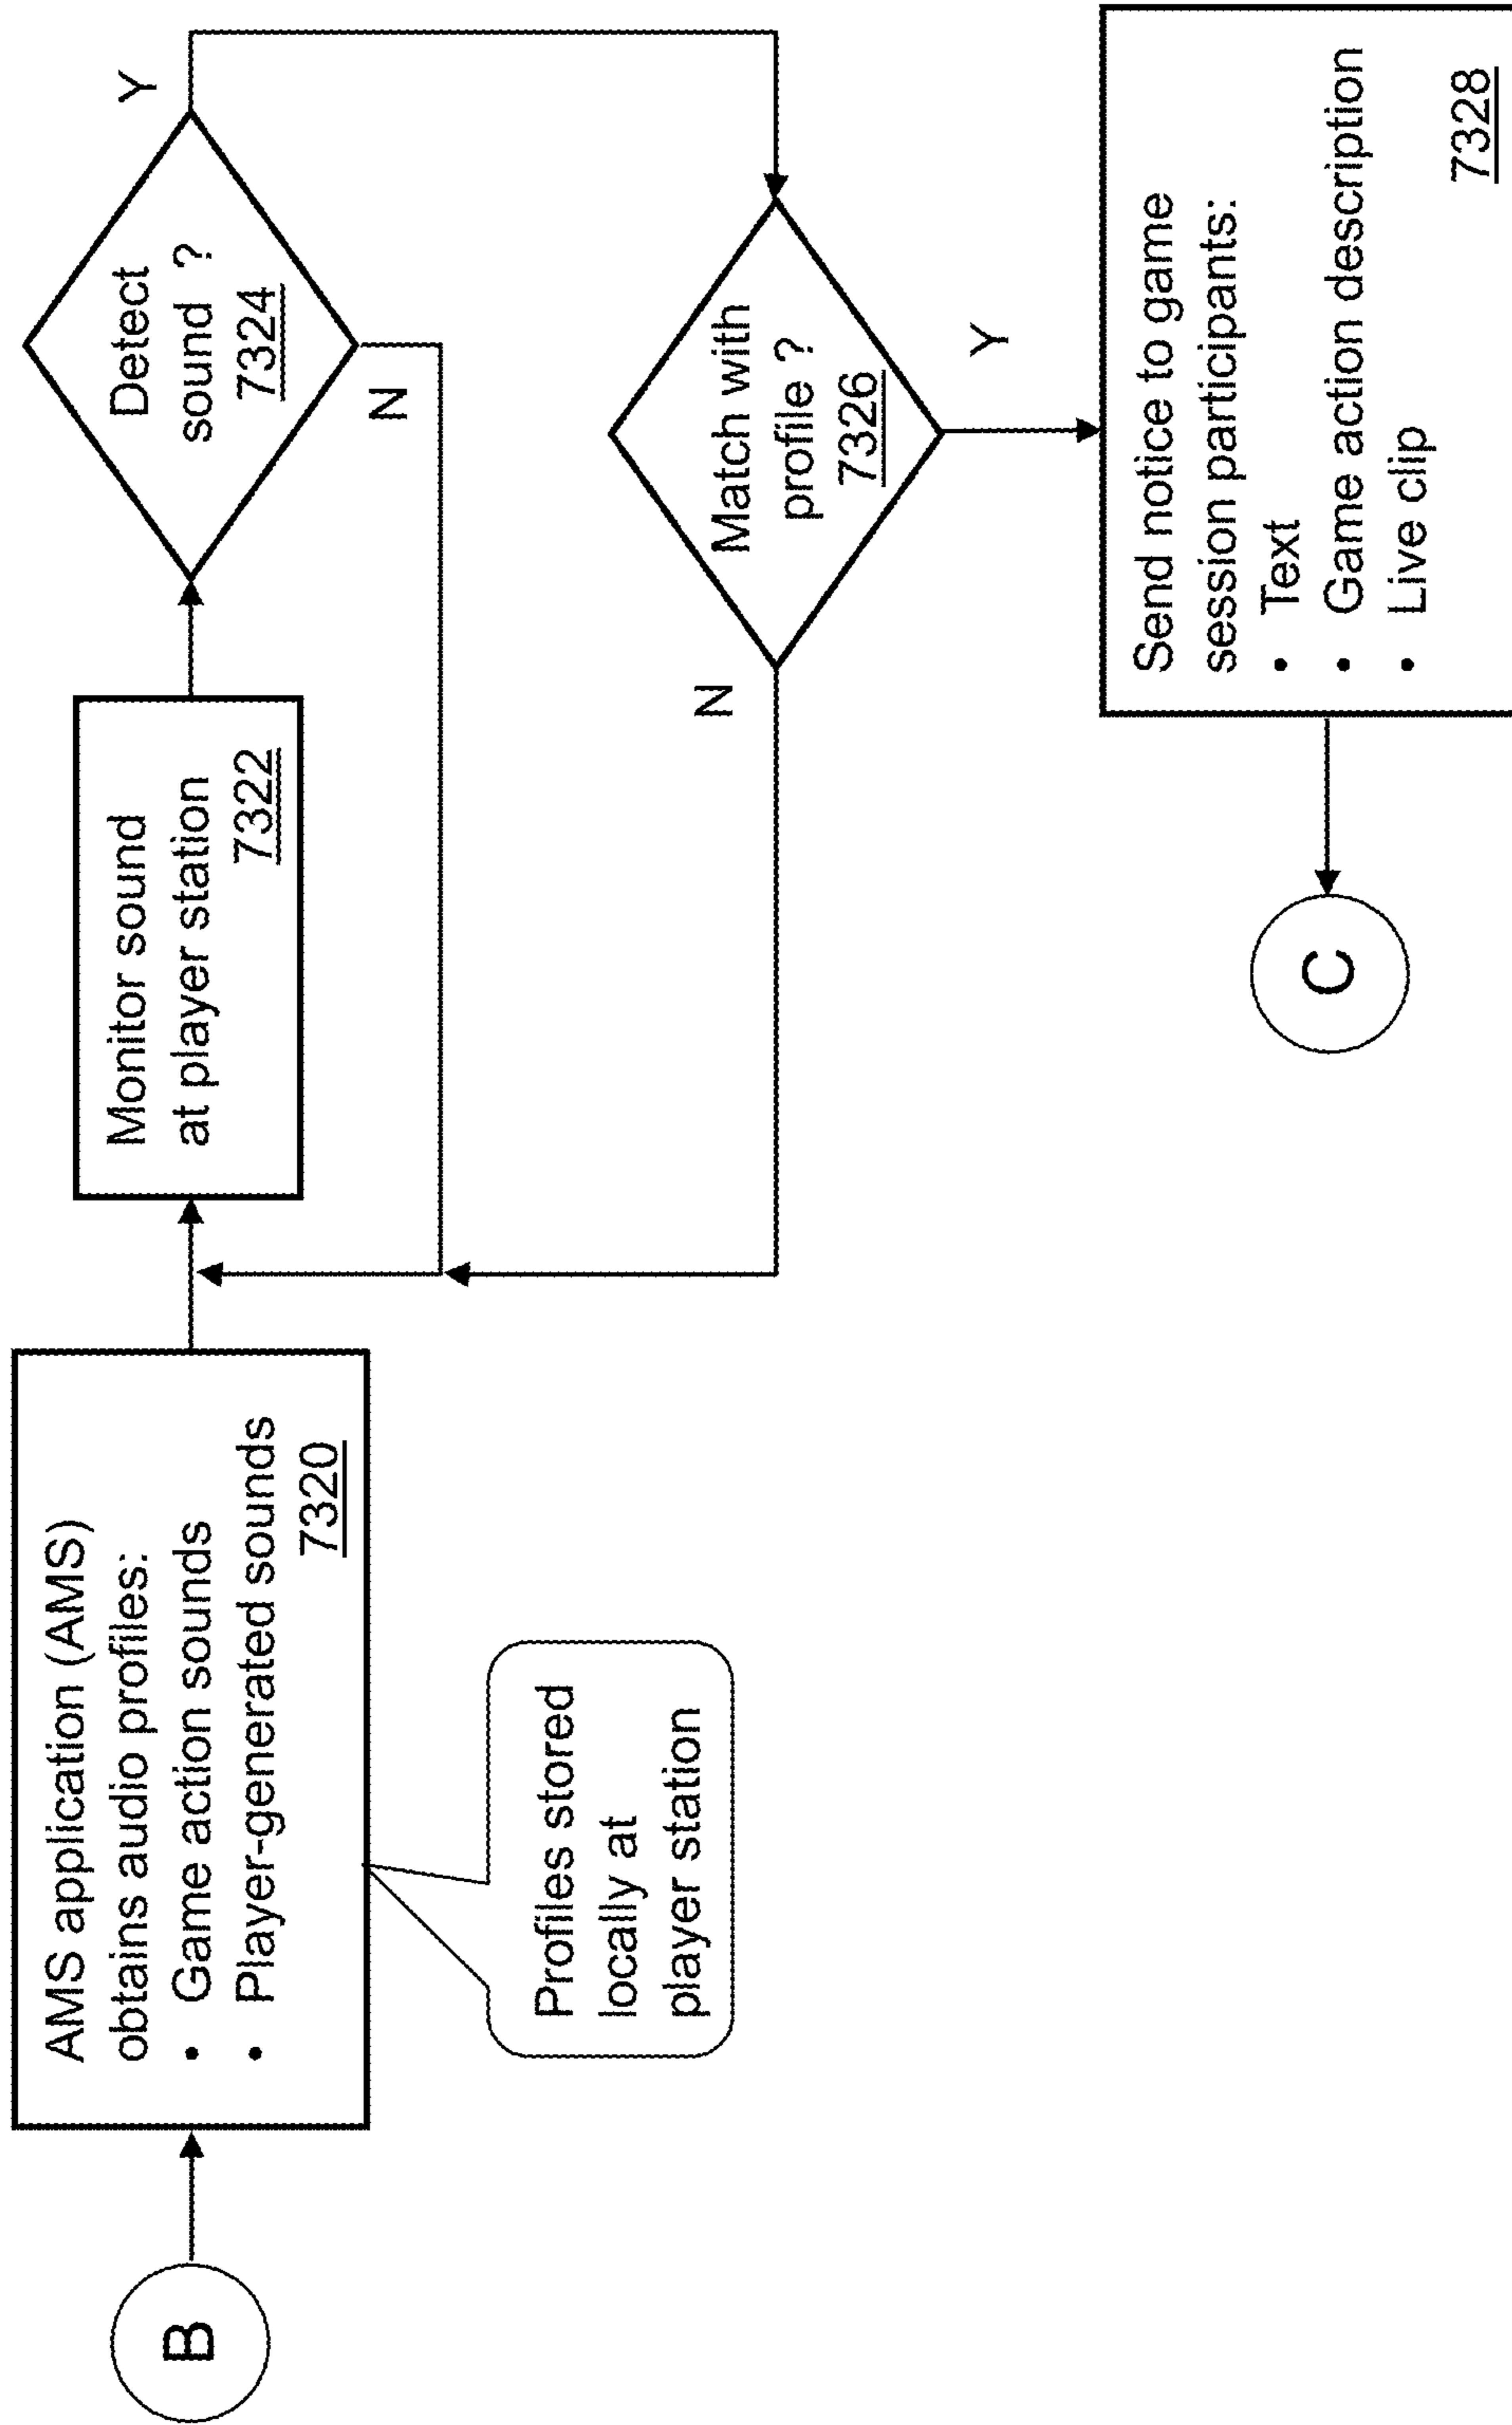 B
AMS application (AMS)
obtains audio profiles:
• Game action sounds
• Player-generated sounds
7320
Profiles stored
locally at
player station
Monitor sound
at player station
7322
Detect
sound ?
7324
Y
N
Match with
profile ?
7326
N
Y
Send notice to game
session participants:
• Text
• Game action description
• Live clip
7328
C